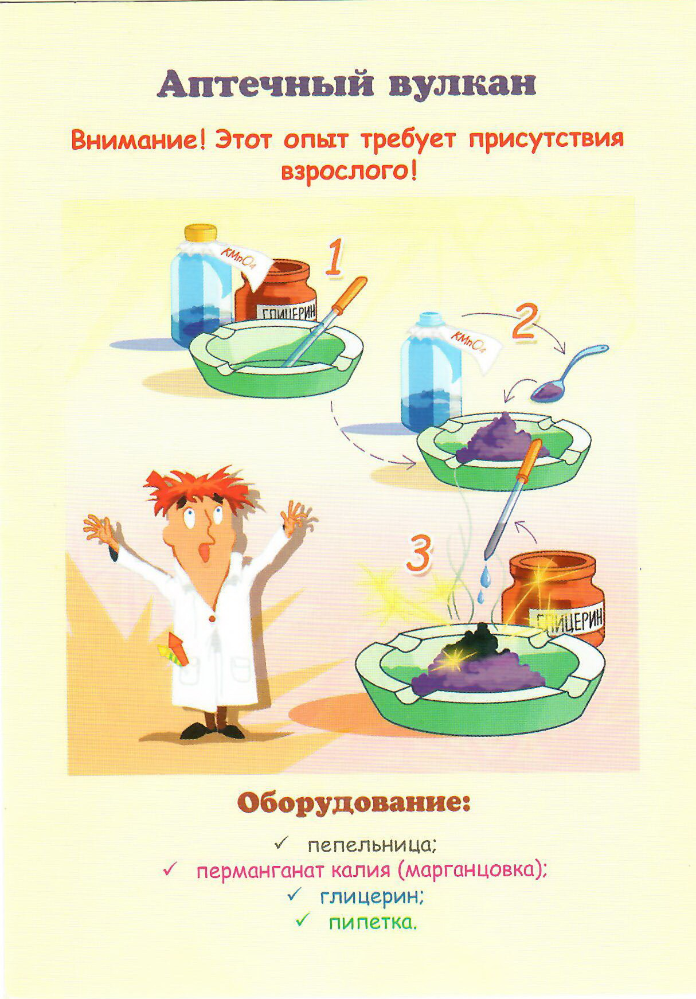 Аптечный вулкан
Внимание! Этот опыт требует присутствия
взрослого!
KMnO4
1
ГЛИЦЕРИН
2
KMnO4
3
ГЛИЦЕРИН
Оборудование:
✓ пепельница;
✓ перманганат калия (марганцовка);
✓ глицерин;
✓ пипетка.